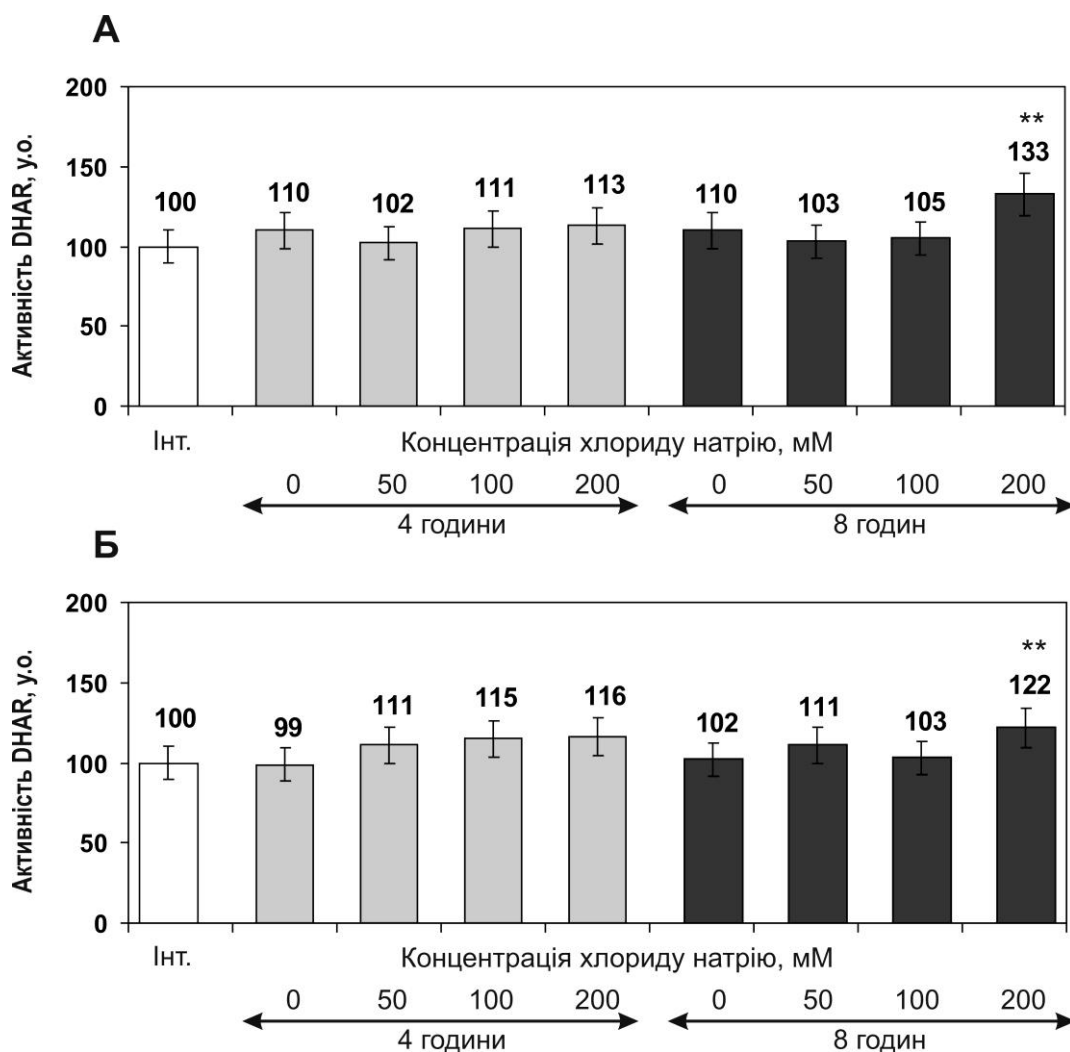 А
Активність DHAR, у.о.
200
150
100
50
0
100
110
102
111
113
110
103
105
**
133
Інт.
Концентрація хлориду натрію, мМ
0 50 100 200 0 50 100 200
4 години 8 годин
Б
Активність DHAR, у.о.
200
150
100
50
0
100
99
111
115
116
102
111
103
**
122
Інт.
Концентрація хлориду натрію, мМ
0 50 100 200 0 50 100 200
4 години 8 годин